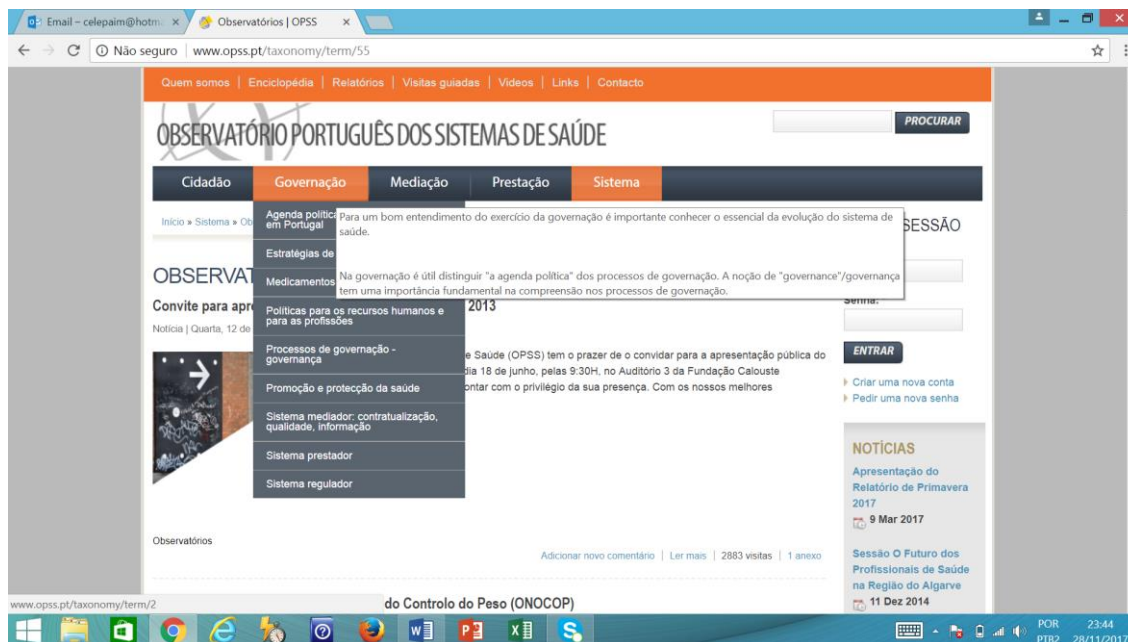 Email – celepaim@hotm
Observatórios | OPSS
Não seguro | www.opss.pt/taxonomy/term/55
Quem somos | Enciclopédia | Relatórios | Visitas guiadas | Videos | Links | Contacto
OBSERVATÓRIO PORTUGUÊS DOS SISTEMAS DE SAÚDE
PROCURAR
Cidadão Governação Mediação Prestação Sistema
Início » Sistema » Ob
Agenda política
em Portugal
Estratégias de
Medicamentos
Políticas para os recursos humanos e
para as profissões
Processos de governação -
governança
Promoção e protecção da saúde
Sistema mediador: contratualização,
qualidade, informação
Sistema prestador
Sistema regulador
Para um bom entendimento do exercício da governação é importante conhecer o essencial da evolução do sistema de
saúde.
Na governação é útil distinguir "a agenda política" dos processos de governação. A noção de "governance"/governança
tem uma importância fundamental na compreensão nos processos de governação.
OBSERVAT
Convite para apre 2013
Notícia | Quarta, 12 de
e Saúde (OPSS) tem o prazer de o convidar para a apresentação pública do
dia 18 de junho, pelas 9:30H, no Auditório 3 da Fundação Calouste
ontar com o privilégio da sua presença. Com os nossos melhores
Observatórios
Adicionar novo comentário | Ler mais | 2883 visitas | 1 anexo
do Controlo do Peso (ONOCOP)
SESSÃO
Senha:
ENTRAR
Criar uma nova conta
Pedir uma nova senha
NOTÍCIAS
Apresentação do
Relatório de Primavera
2017
9 Mar 2017
Sessão O Futuro dos
Profissionais de Saúde
na Região do Algarve
11 Dez 2014
www.opss.pt/taxonomy/term/2
POR 23:44
PTB2 28/11/2017